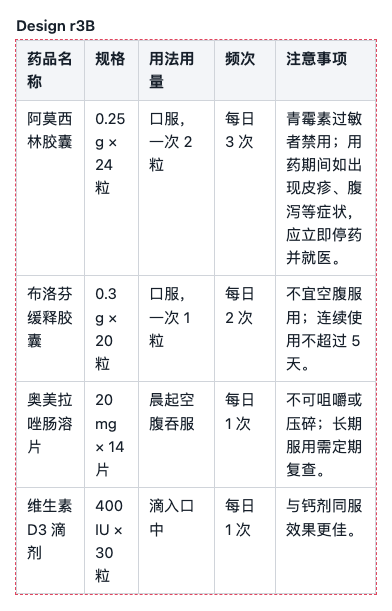 Design r3B
药品名称 规格 用法用量 频次 注意事项
阿莫西林胶囊 0.25 g × 24 粒 口服，一次 2 粒 每日 3 次 青霉素过敏者禁用；用药期间如出现皮疹、腹泻等症状，应立即停药并就医。
布洛芬缓释胶囊 0.3 g × 20 粒 口服，一次 1 粒 每日 2 次 不宜空腹服用；连续使用不超过 5 天。
奥美拉唑肠溶片 20 mg × 14 片 晨起空腹吞服 每日 1 次 不可咀嚼或压碎；长期服用需定期复查。
维生素 D3 滴剂 400 IU × 30 粒 滴入口中 每日 1 次 与钙剂同服效果更佳。